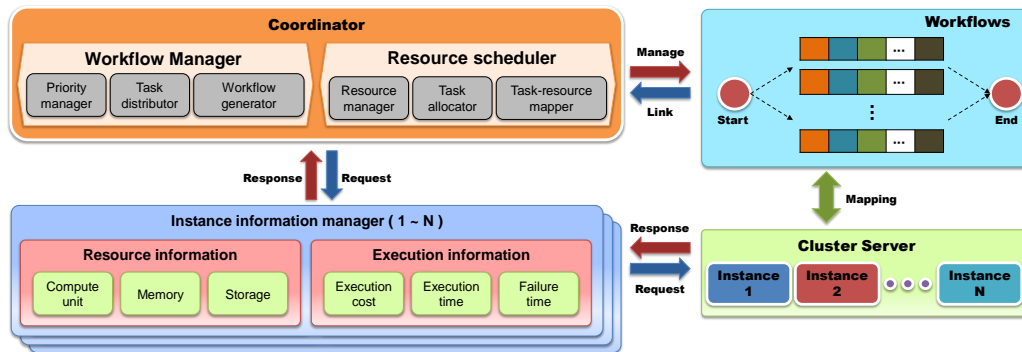 Coordinator
Workflow Manager
Priority
manager
Task
distributor
Workflow
generator
Resource scheduler
Resource
manager
Task
allocator
Task-resource
mapper
Manage
Link
Workflows
...
...
...
Start
End
Response
Request
Mapping
Instance information manager ( 1 ~ N )
Resource information
Compute
unit
Memory
Storage
Execution information
Execution
cost
Execution
time
Failure
time
Response
Request
Cluster Server
Instance
1
Instance
2
Instance
N